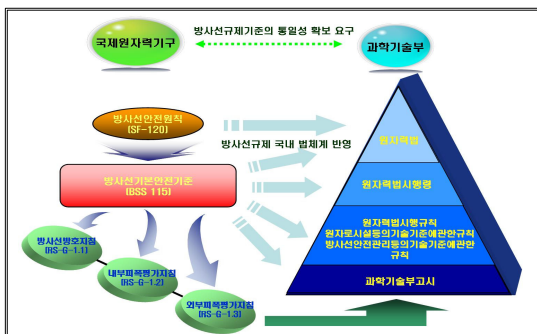 국제원자력기구
방사선규제기준의 통일성 확보 요구
과학기술부
방사선안전원칙
(SF-120)
방사선규제 국내 법체계 반영
원자력법
방사선기본안전기준
(BSS 115)
원자력법시행령
방사선방호지침
(RS-G-1.1)
내부피폭평가지침
(RS-G-1.2)
외부피폭평가지침
(RS-G-1.3)
원자력법시행규칙
원자로시설등의기술기준에관한규칙
방사선안전관리등의기술기준에관한
규칙
과학기술부고시